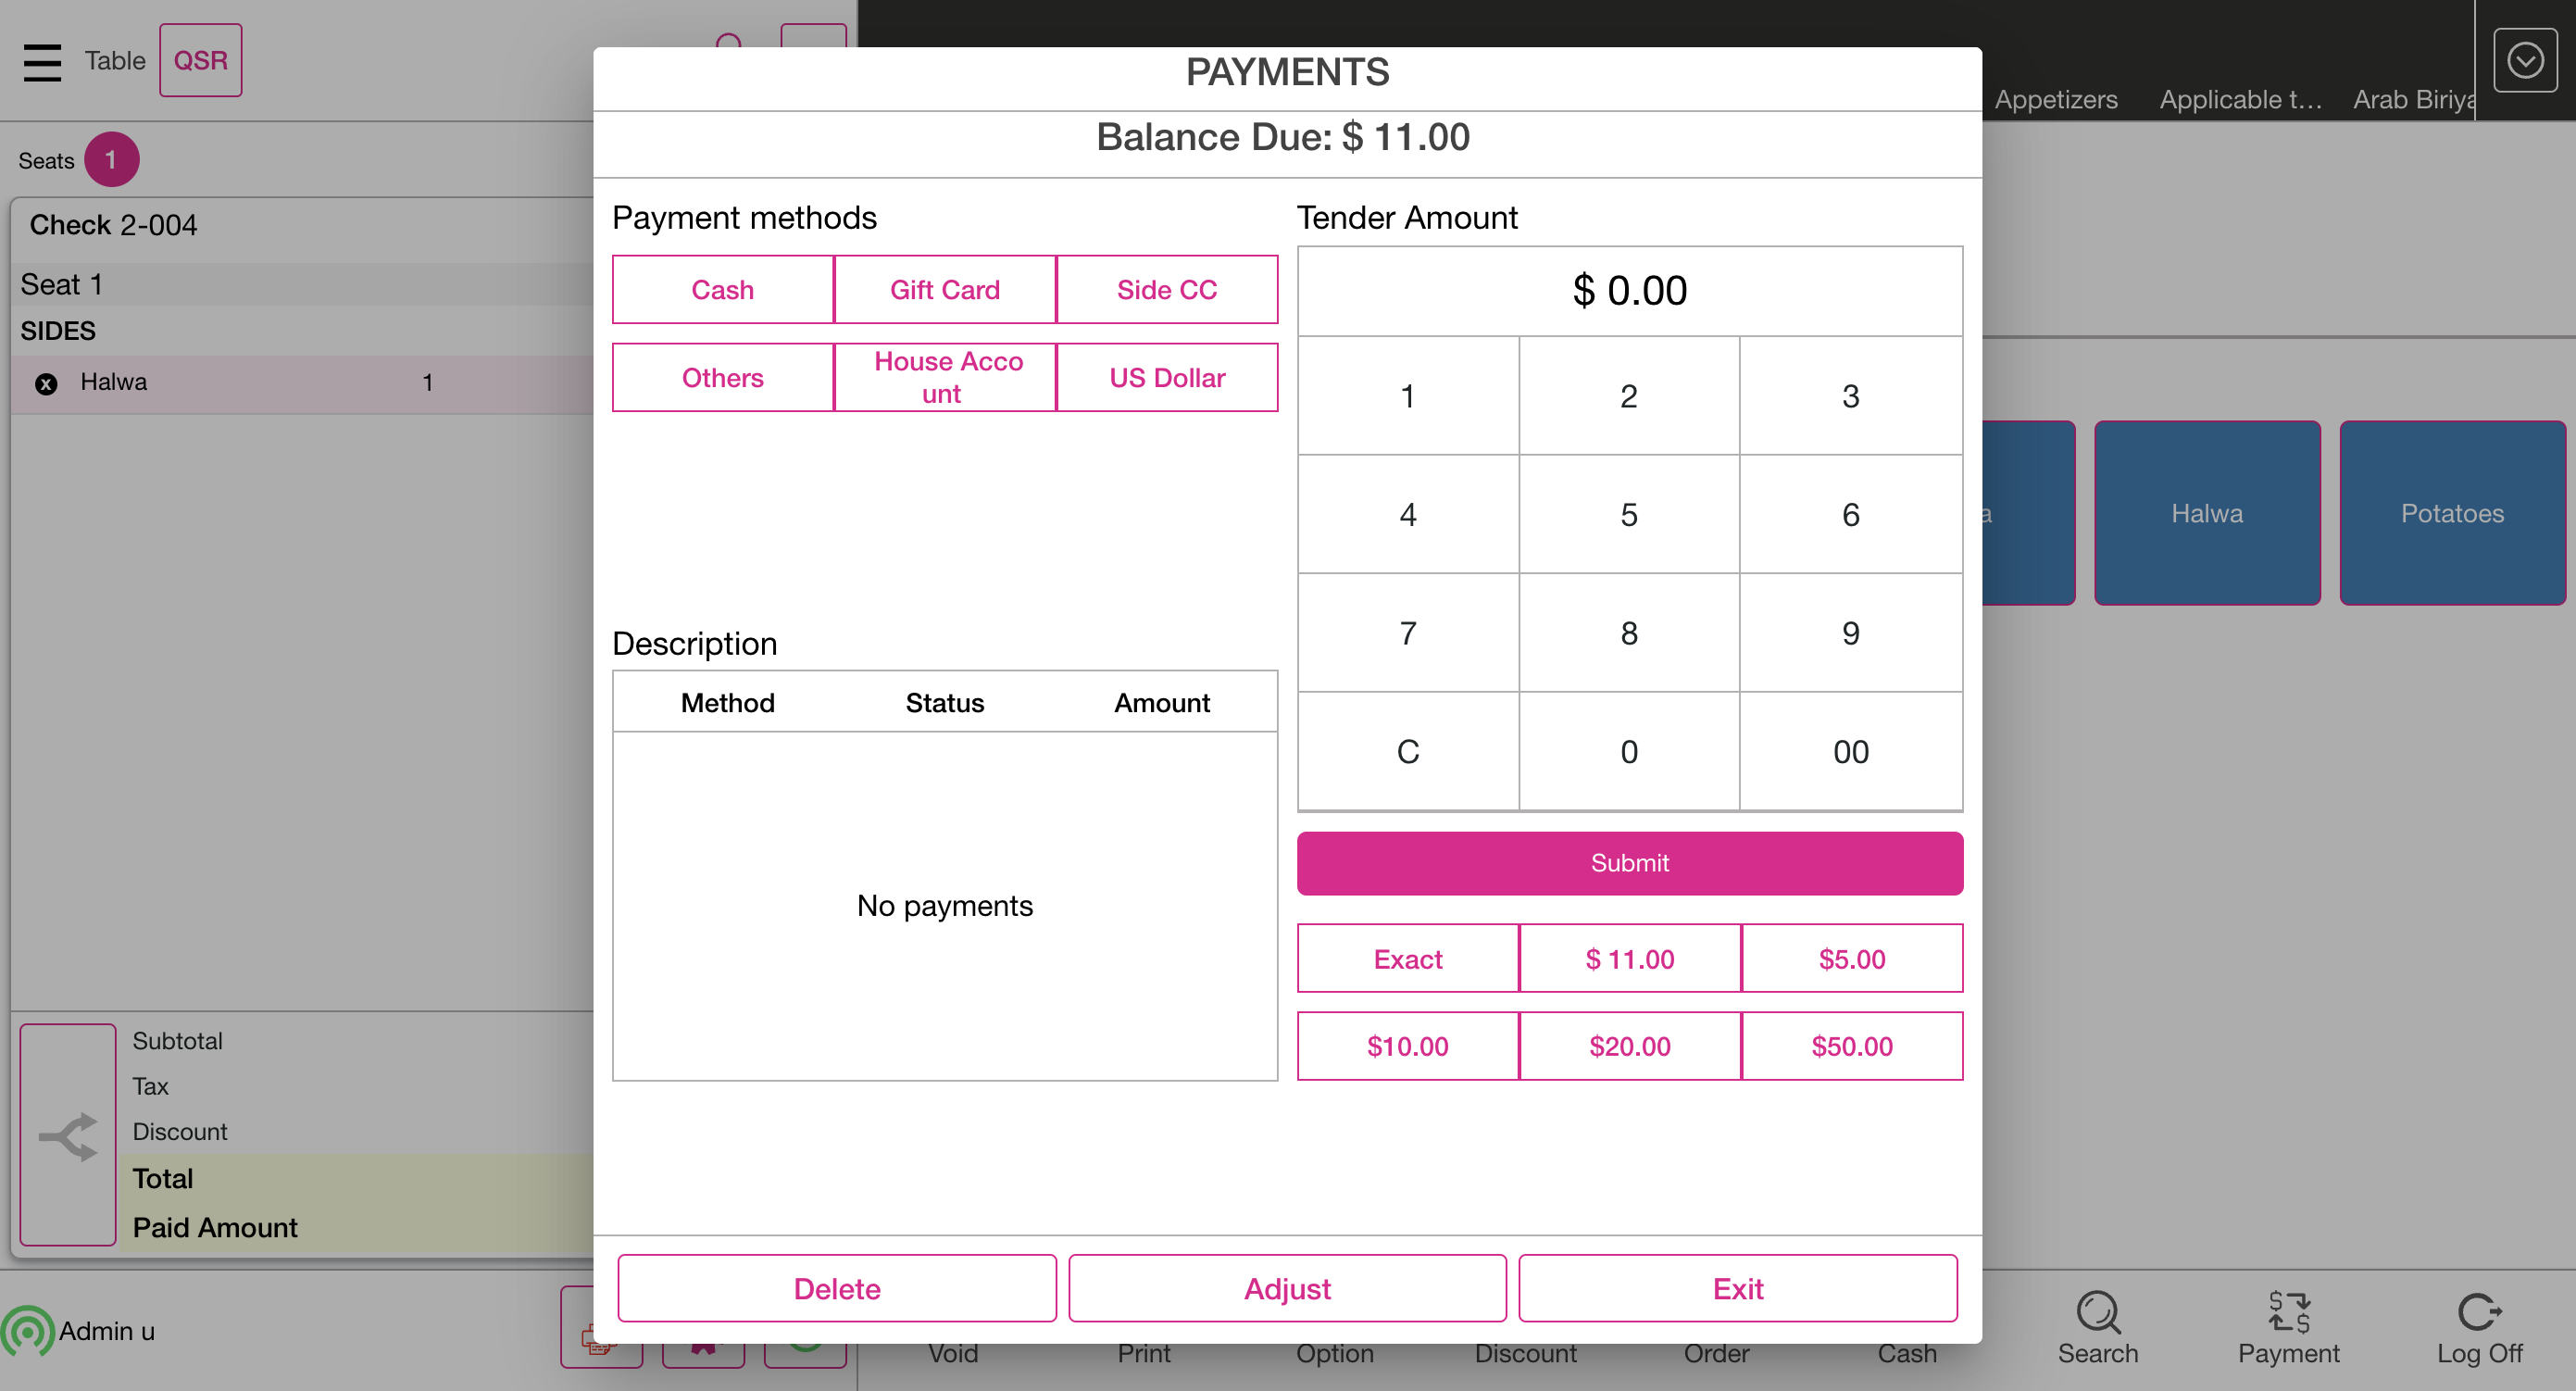 Table QSR
Seats 1
Check 2-004
Seat 1
SIDES
Halwa 1
Subtotal
Tax
Discount
Total
Paid Amount
Admin u
PAYMENTS
Balance Due: $ 11.00
Payment methods
Cash Gift Card Side CC
Others House Acco
unt US Dollar
Description
Method Status Amount
No payments
Tender Amount
$ 0.00
1 2 3
4 5 6
7 8 9
C 0 00
Submit
Exact $ 11.00 $5.00
$10.00 $20.00 $50.00
Delete Adjust Exit
Appetizers Applicable t... Arab Biriya
a Halwa Potatoes
Void Print Option Discount Order Cash Search Payment Log Off